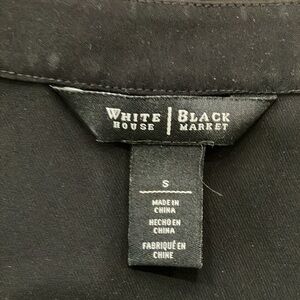 WHITE | BLACK
HOUSE | MARKET
S
MADE IN
CHINA
HECHO EN
CHINA
FABRIQUÉ EN
CHINE